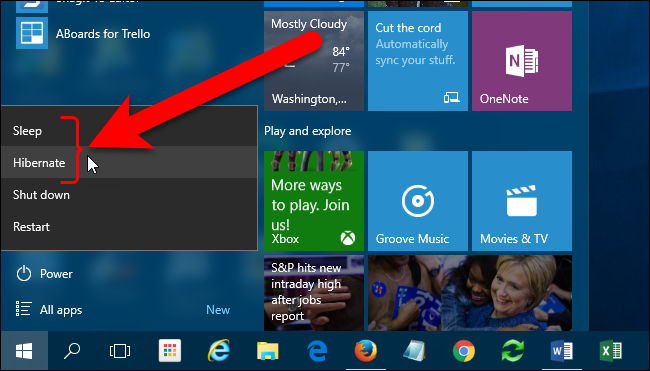 ABoards for Trello
Sleep
Hibernate
Shut down
Restart
Power
All apps
New
Mostly Cloudy
84°
77°
Washington,...
Cut the cord
Automatically
sync your stuff.
OneNote
Play and explore
More ways
to play. Join
us!
Xbox
Groove Music
Movies & TV
S&P hits new
intraday high
after jobs
report